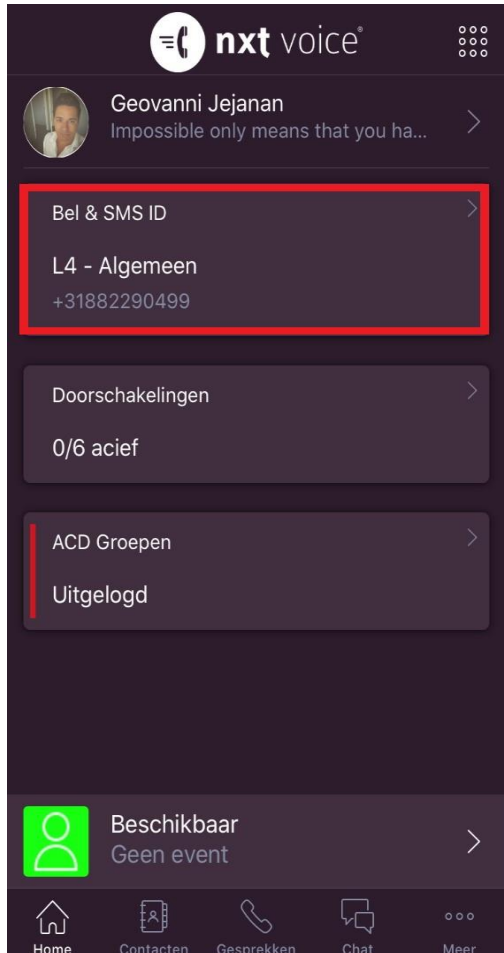 nxt voice®
Geovanni Jejanan
Impossible only means that you ha...
Bel & SMS ID
L4 - Algemeen
+31882290499
Doorschakelingen
0/6 acief
ACD Groepen
Uitgelogd
Beschikbaar
Geen event
Home Contacten Gesprekken Chat Meer